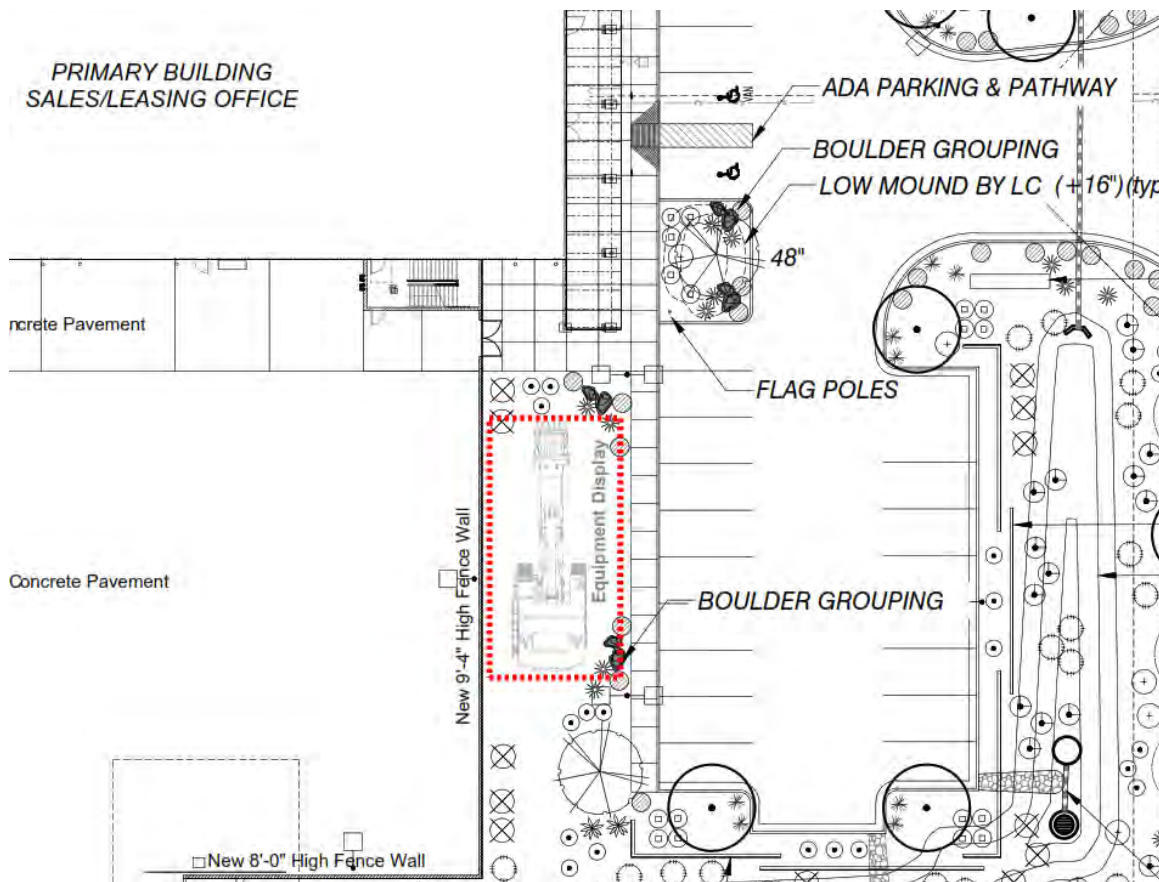 PRIMARY BUILDING
SALES/LEASING OFFICE
ADA PARKING & PATHWAY
BOULDER GROUPING
LOW MOUND BY LC (+16")(typ
48"
ncrete Pavement
FLAG POLES
Equipment Display
New 9'-4" High Fence Wall
Concrete Pavement
BOULDER GROUPING
New 8'-0" High Fence Wall